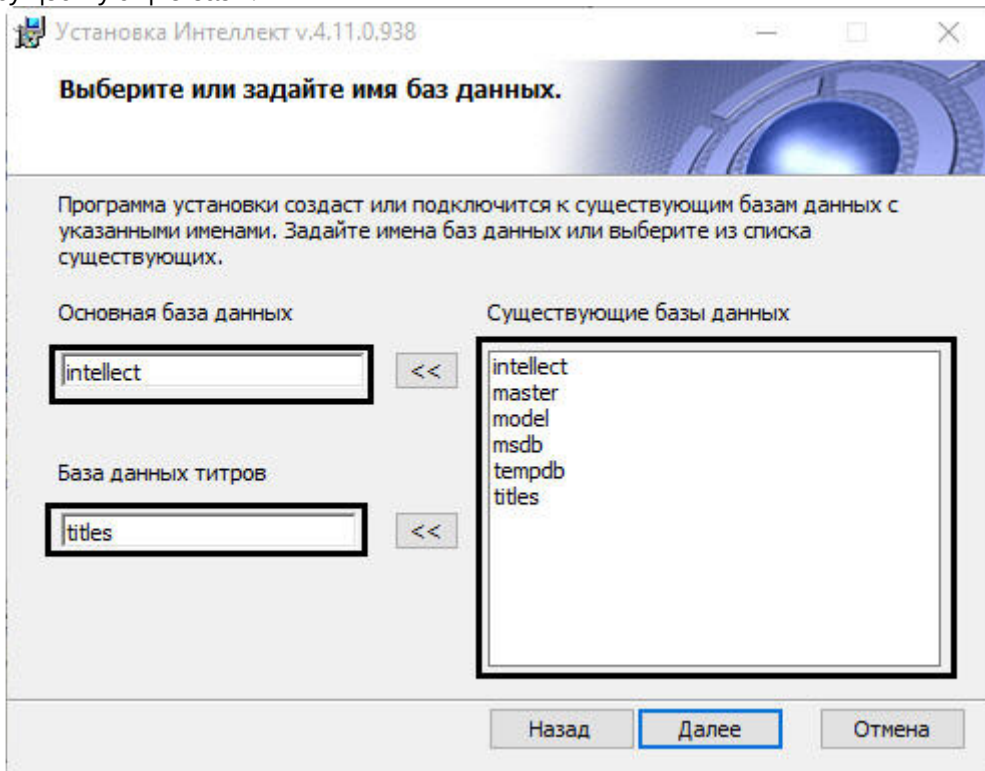 Установка Интеллект v.4.11.0.938
Выберите или задайте имя баз данных.
Программа установки создаст или подключится к существующим базам данных с
указанными именами. Задайте имена баз данных или выберите из списка
существующих.
Основная база данных
Существующие базы данных
intellect
<<
intellect
master
model
msdb
tempdb
titles
База данных титров
titles
<<
Назад
Далее
Отмена